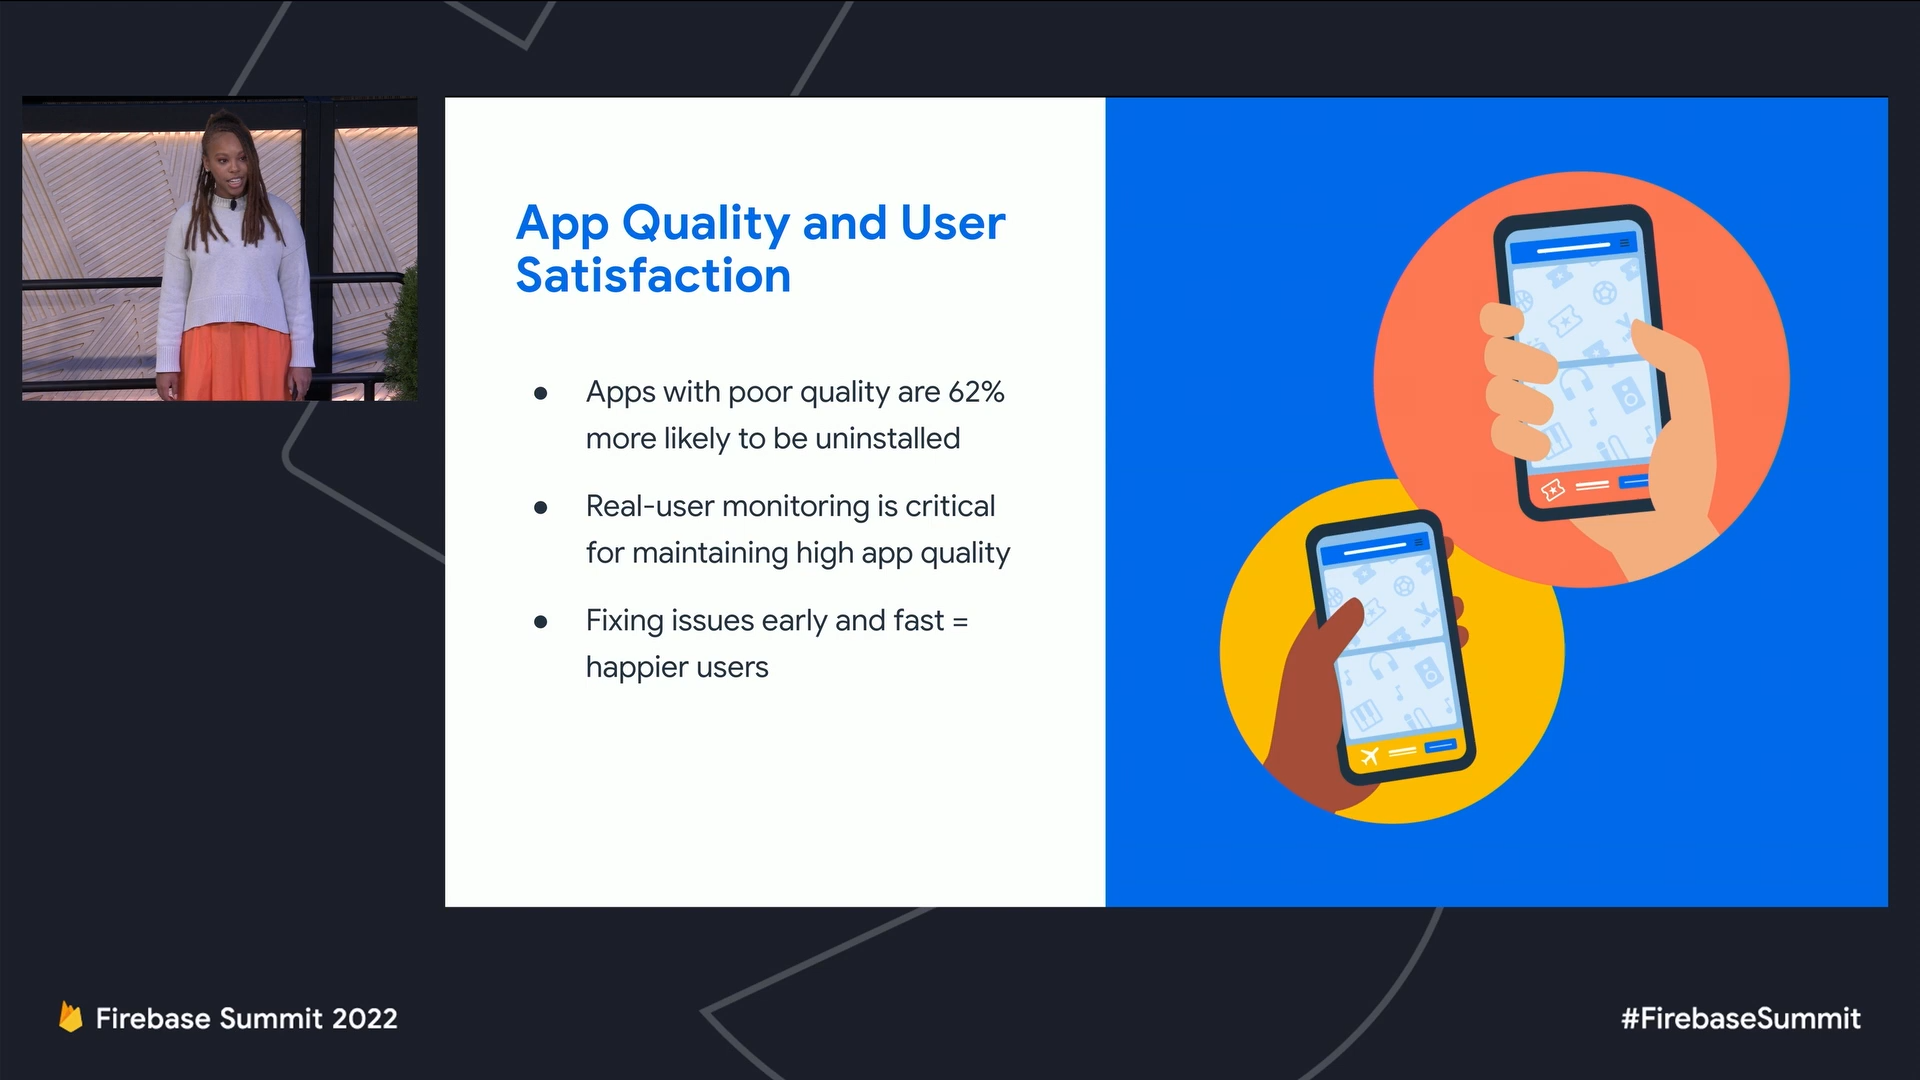 App Quality and User
Satisfaction
● Apps with poor quality are 62%
more likely to be uninstalled
● Real-user monitoring is critical
for maintaining high app quality
● Fixing issues early and fast =
happier users
Firebase Summit 2022
#FirebaseSummit